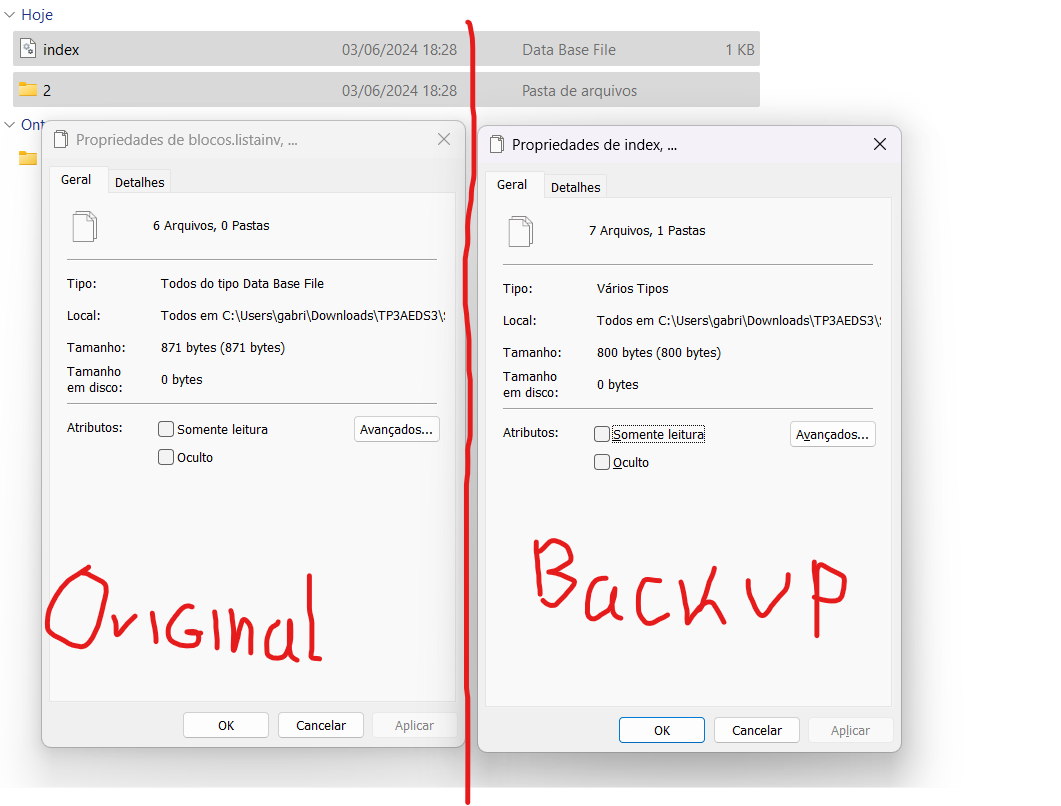 Hoje
index 03/06/2024 18:28 Data Base File 1 KB
2 03/06/2024 18:28 Pasta de arquivos
Ont
Propriedades de blocos.listainv, ...
Geral Detalhes
6 Arquivos, 0 Pastas
Tipo: Todos do tipo Data Base File
Local: Todos em C:\Users\gabri\Downloads\TP3AEDS3\
Tamanho: 871 bytes (871 bytes)
Tamanho
em disco: 0 bytes
Atributos: Somente leitura Avançados...
Oculto
Original
OK Cancelar Aplicar
Propriedades de index, ...
Geral Detalhes
7 Arquivos, 1 Pastas
Tipo: Vários Tipos
Local: Todos em C:\Users\gabri\Downloads\TP3AEDS3\
Tamanho: 800 bytes (800 bytes)
Tamanho
em disco: 0 bytes
Atributos: Somente leitura Avançados...
Oculto
Backup
OK Cancelar Aplicar